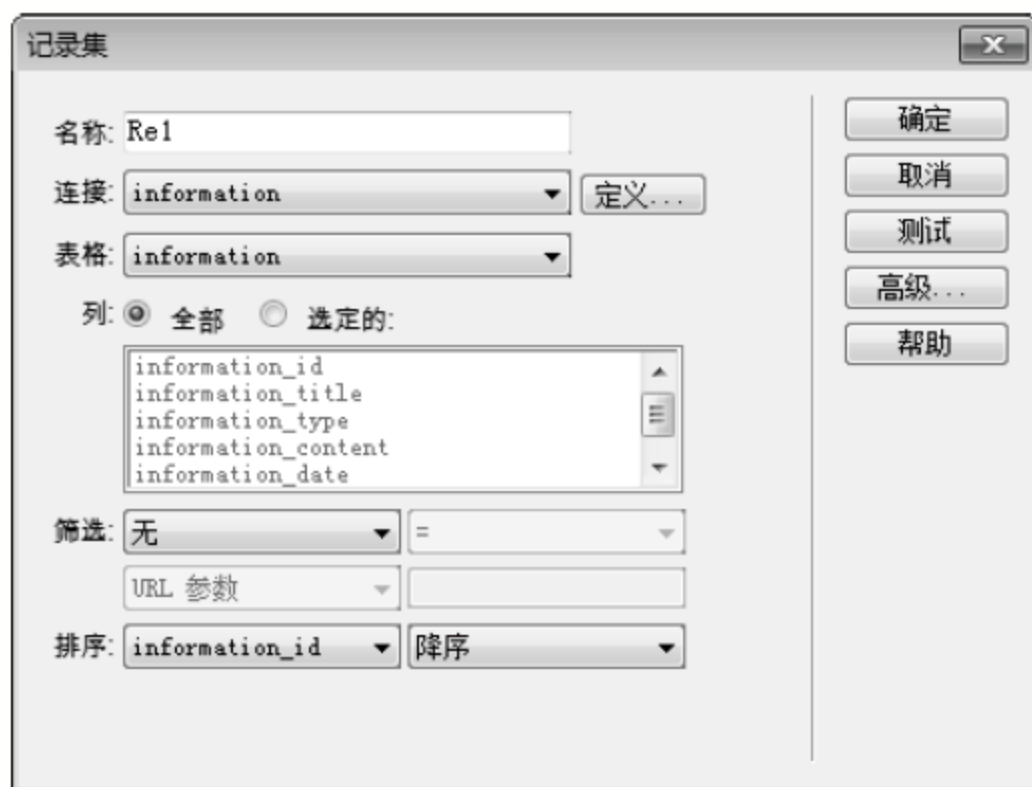 记录集
名称: Re1
连接: information 定义...
表格: information
列: 全部 选定的:
information_id
information_title
information_type
information_content
information_date
筛选: 无 =
URL 参数
排序: information_id 降序
确定
取消
测试
高级...
帮助